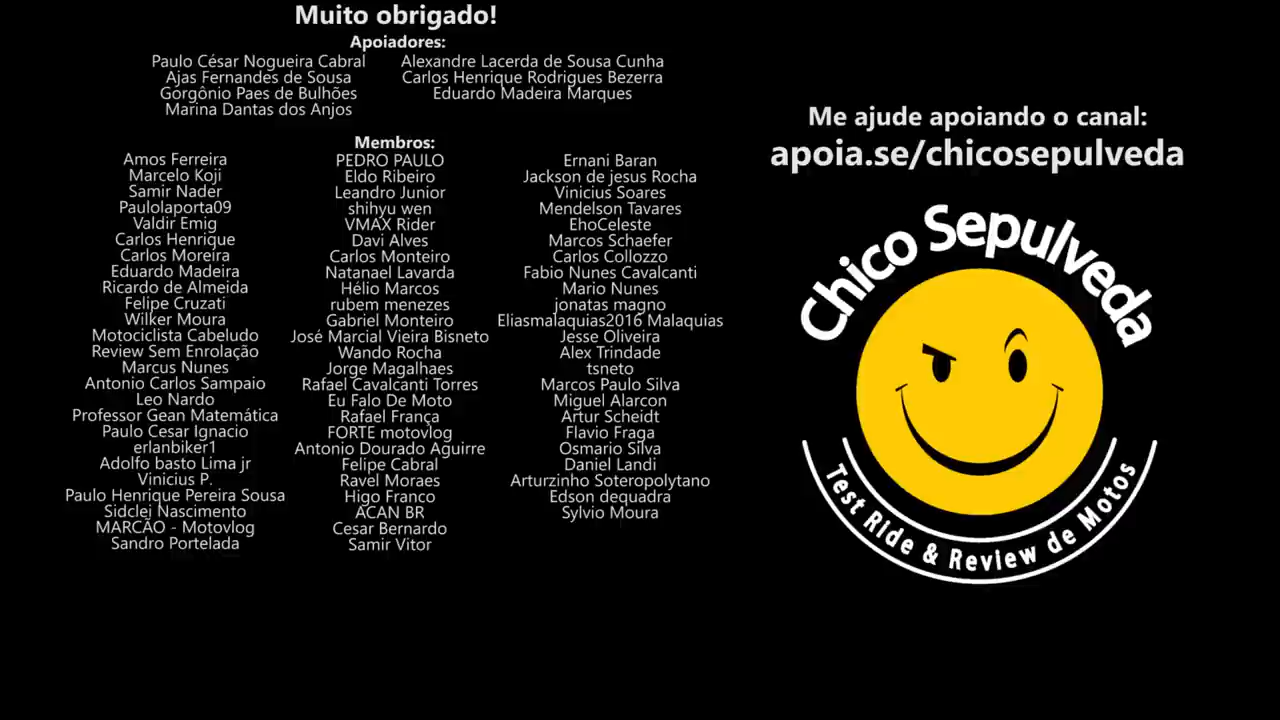 Muito obrigado!
Apoiadores:
Paulo César Nogueira Cabral
Ajas Fernandes de Sousa
Gorgônio Paes de Bulhões
Marina Dantas dos Anjos
Alexandre Lacerda de Sousa Cunha
Carlos Henrique Rodrigues Bezerra
Eduardo Madeira Marques
Membros:
Amos Ferreira
Marcelo Koji
Samir Nader
Paulolaporta09
Valdir Emig
Carlos Henrique
Carlos Moreira
Eduardo Madeira
Ricardo de Almeida
Felipe Cruzati
Wilker Moura
Motociclista Cabeludo
Review Sem Enrolação
Marcus Nunes
Antonio Carlos Sampaio
Leo Nardo
Professor Gean Matemática
Paulo Cesar Ignacio
erlanbiker1
Adolfo basto Lima jr
Vinicius P.
Paulo Henrique Pereira Sousa
Sidclei Nascimento
MARCÃO - Motovlog
Sandro Portelada
PEDRO PAULO
Eldo Ribeiro
Leandro Junior
shihyu wen
VMAX Rider
Davi Alves
Carlos Monteiro
Natanael Lavarda
Hélio Marcos
rubem menezes
Gabriel Monteiro
José Marcial Vieira Bisneto
Wando Rocha
Jorge Magalhaes
Rafael Cavalcanti Torres
Eu Falo De Moto
Rafael França
FORTE motovlog
Antonio Dourado Aguirre
Felipe Cabral
Ravel Moraes
Higo Franco
ACAN BR
Cesar Bernardo
Samir Vitor
Ernani Baran
Jackson de jesus Rocha
Vinicius Soares
Mendelson Tavares
EhoCeleste
Marcos Schaefer
Carlos Collozzo
Fabio Nunes Cavalcanti
Mario Nunes
jonatas magno
Eliasmalaquias2016 Malaquias
Jesse Oliveira
Alex Trindade
tsneto
Marcos Paulo Silva
Miguel Alarcon
Artur Scheidt
Flavio Fraga
Osmario Silva
Daniel Landi
Arturzinho Soteropolytano
Edson dequadra
Sylvio Moura
Me ajude apoiando o canal:
apoia.se/chicosepulveda
Chico Sepulveda
Test Ride & Review de Motos